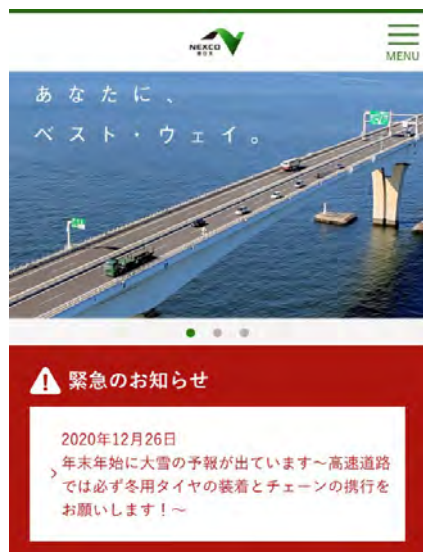 NEXCO
MENU
あなたに、
ベスト・ウェイ。
緊急のお知らせ
2020年12月26日
年末年始に大雪の予報が出ています～高速道路
では必ず冬用タイヤの装着とチェーンの携行を
お願いします！～